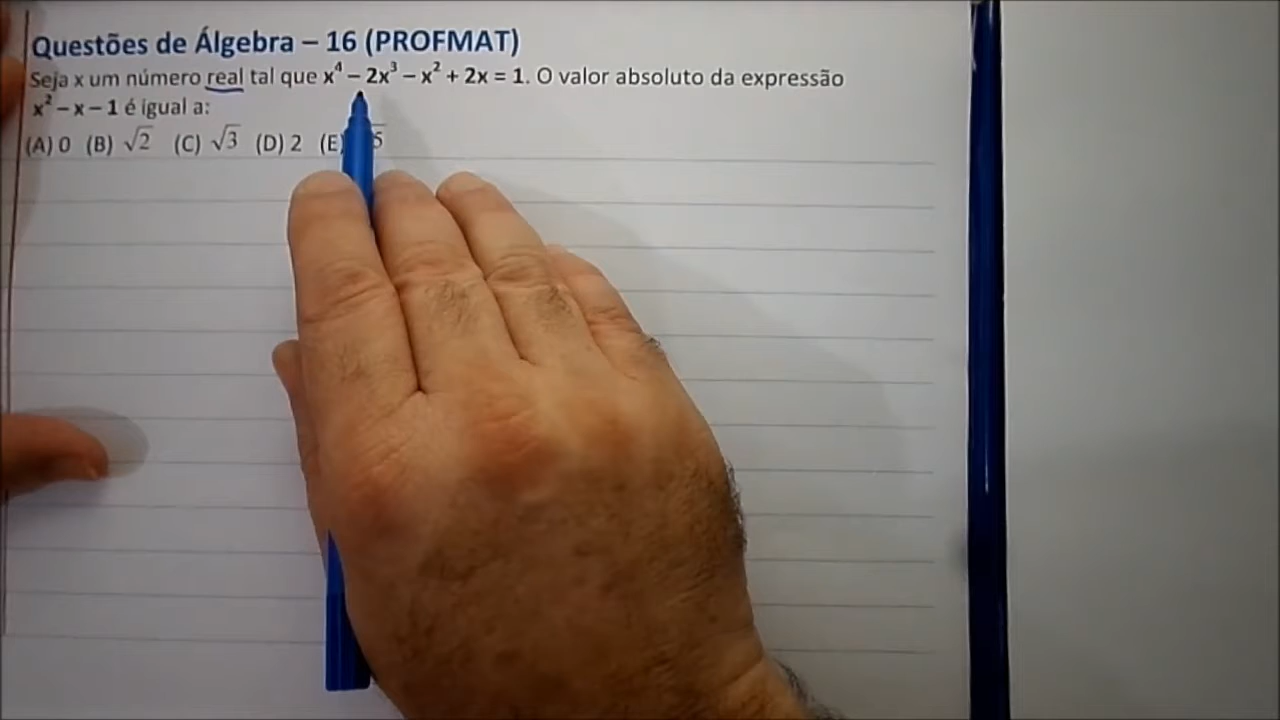 Questões de Álgebra – 16 (PROFMAT)
Seja x um número real tal que x⁴ – 2x³ – x² + 2x = 1. O valor absoluto da expressão
x² – x – 1 é igual a:
(A) 0 (B) √2 (C) √3 (D) 2 (E) 5